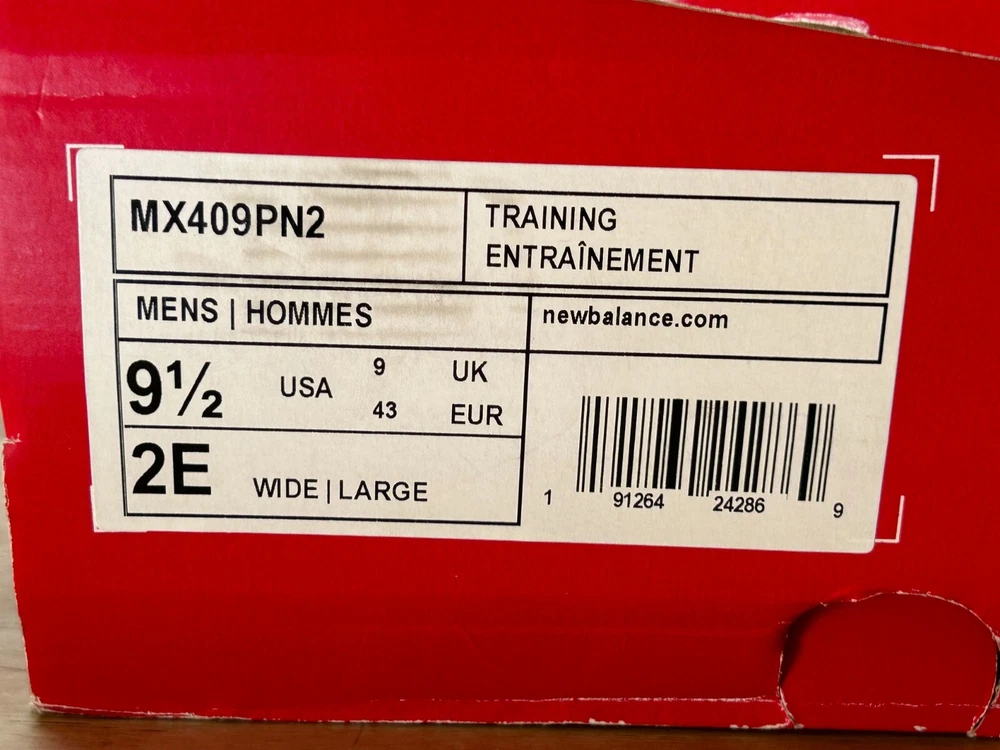 MX409PN2
TRAINING
ENTRAÎNEMENT
MENS | HOMMES
newbalance.com
9½ USA 9 UK
43 EUR
2E WIDE | LARGE
1 91264 24286 9